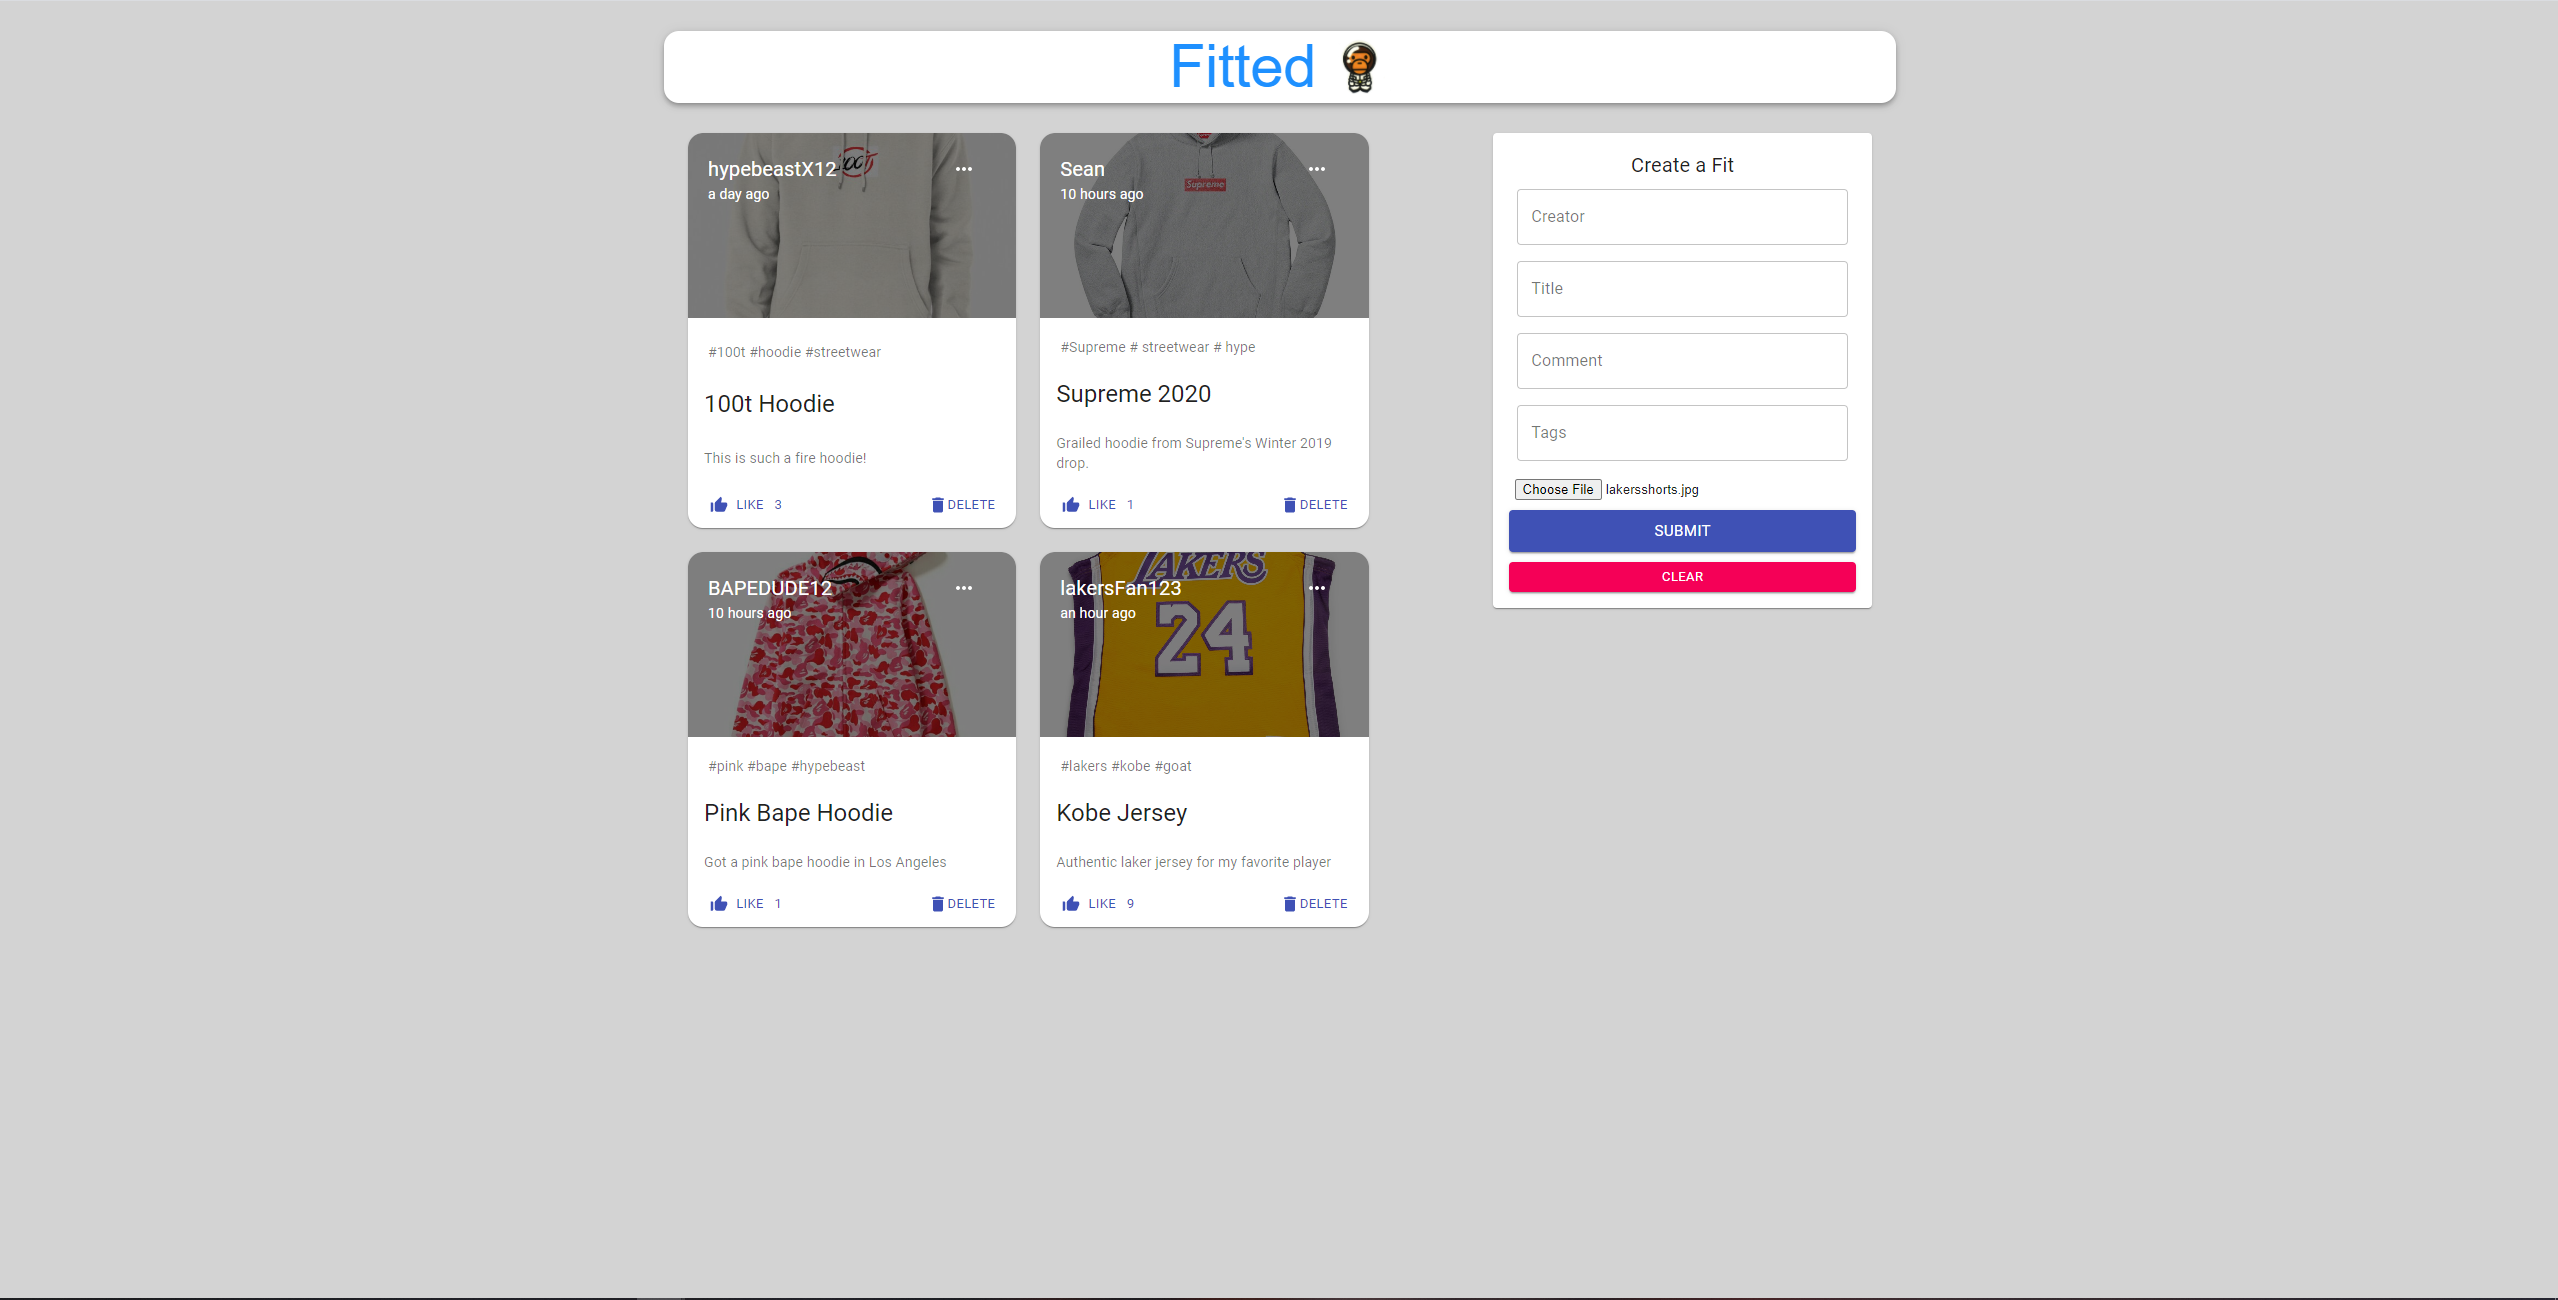 Fitted
hypebeastX12
a day ago
100T
#100t #hoodie #streetwear
100t Hoodie
This is such a fire hoodie!
LIKE 3
DELETE
Sean
10 hours ago
Supreme
#Supreme # streetwear # hype
Supreme 2020
Grailed hoodie from Supreme's Winter 2019
drop.
LIKE 1
DELETE
BAPEDUDE12
10 hours ago
#pink #bape #hypebeast
Pink Bape Hoodie
Got a pink bape hoodie in Los Angeles
LIKE 1
DELETE
LAKERS
lakersFan123
an hour ago
24
#lakers #kobe #goat
Kobe Jersey
Authentic laker jersey for my favorite player
LIKE 9
DELETE
Create a Fit
Creator
Title
Comment
Tags
Choose File lakersshorts.jpg
SUBMIT
CLEAR